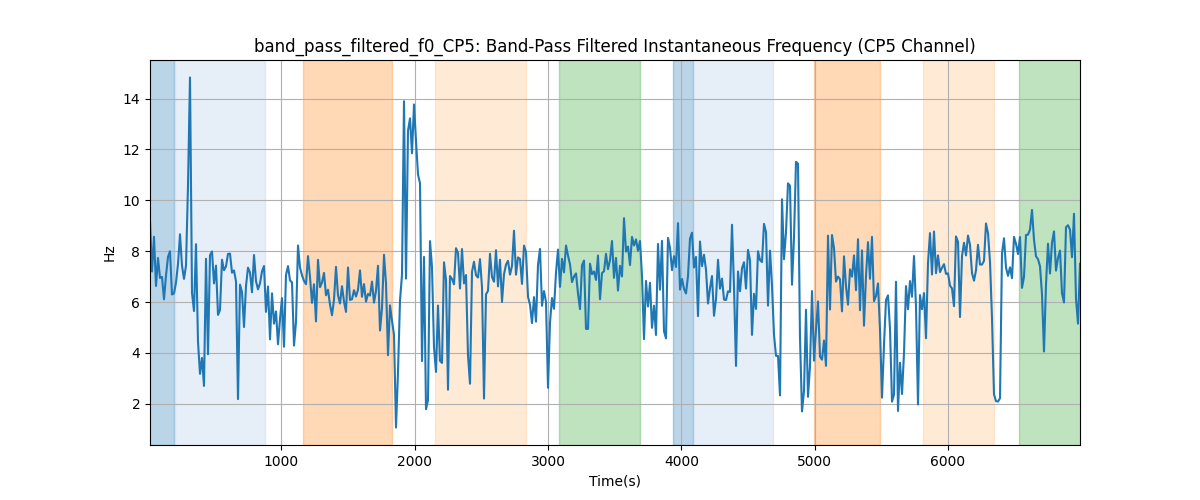 band_pass_filtered_f0_CP5: Band-Pass Filtered Instantaneous Frequency (CP5 Channel)
14
12
10
8
6
4
2
Hz
1000 2000 3000 4000 5000 6000
Time(s)